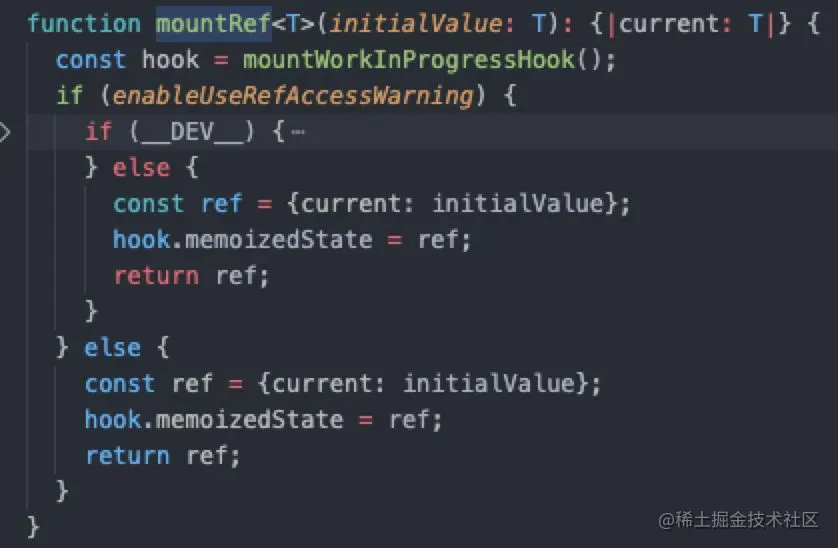 function mountRef<T>(initialValue: T): {|current: T|} {
  const hook = mountWorkInProgressHook();
  if (enableUseRefAccessWarning) {
    if (__DEV__) {⋯
    } else {
      const ref = {current: initialValue};
      hook.memoizedState = ref;
      return ref;
    }
  } else {
    const ref = {current: initialValue};
    hook.memoizedState = ref;
    return ref;
  }
}
@稀土掘金技术社区